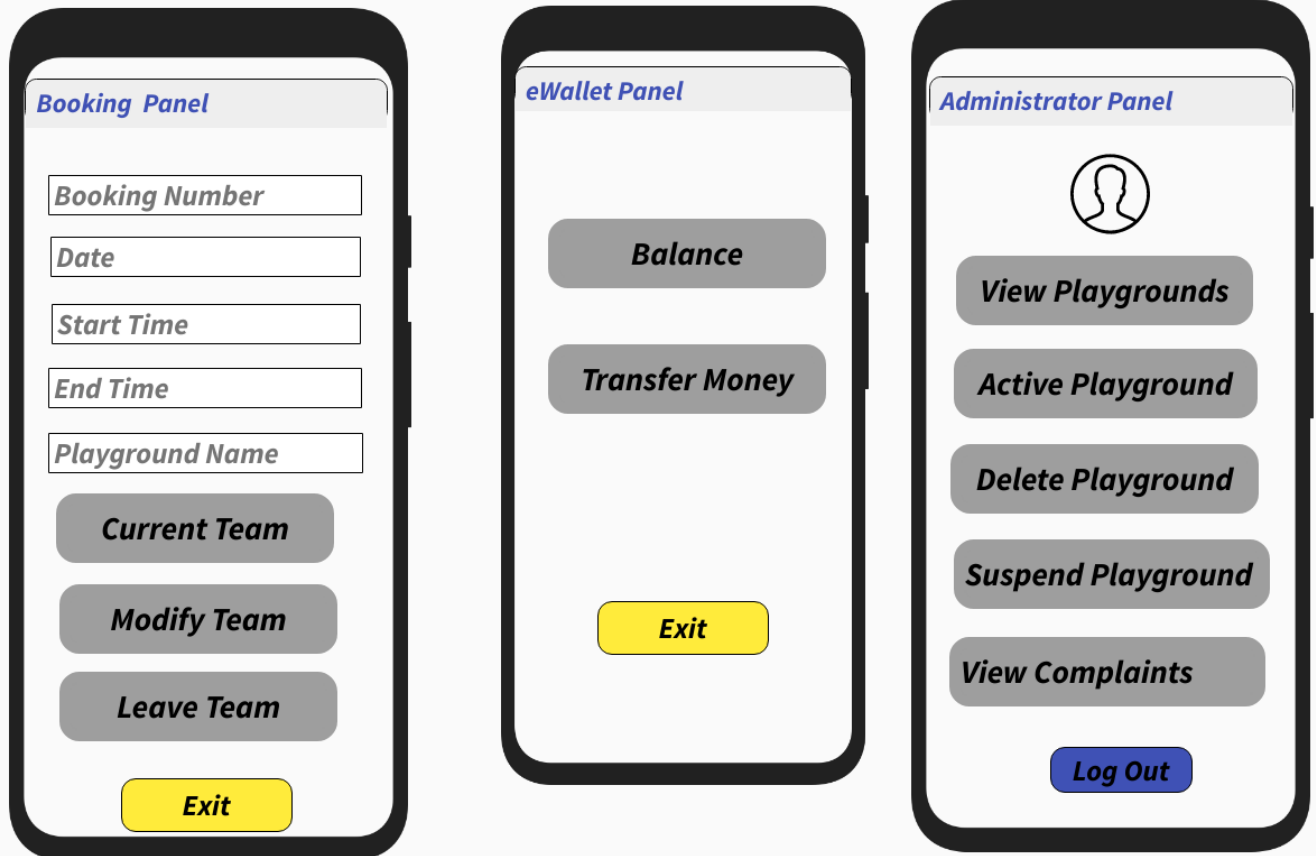 Booking Panel
Booking Number
Date
Start Time
End Time
Playground Name
Current Team
Modify Team
Leave Team
Exit
eWallet Panel
Balance
Transfer Money
Exit
Administrator Panel
View Playgrounds
Active Playground
Delete Playground
Suspend Playground
View Complaints
Log Out